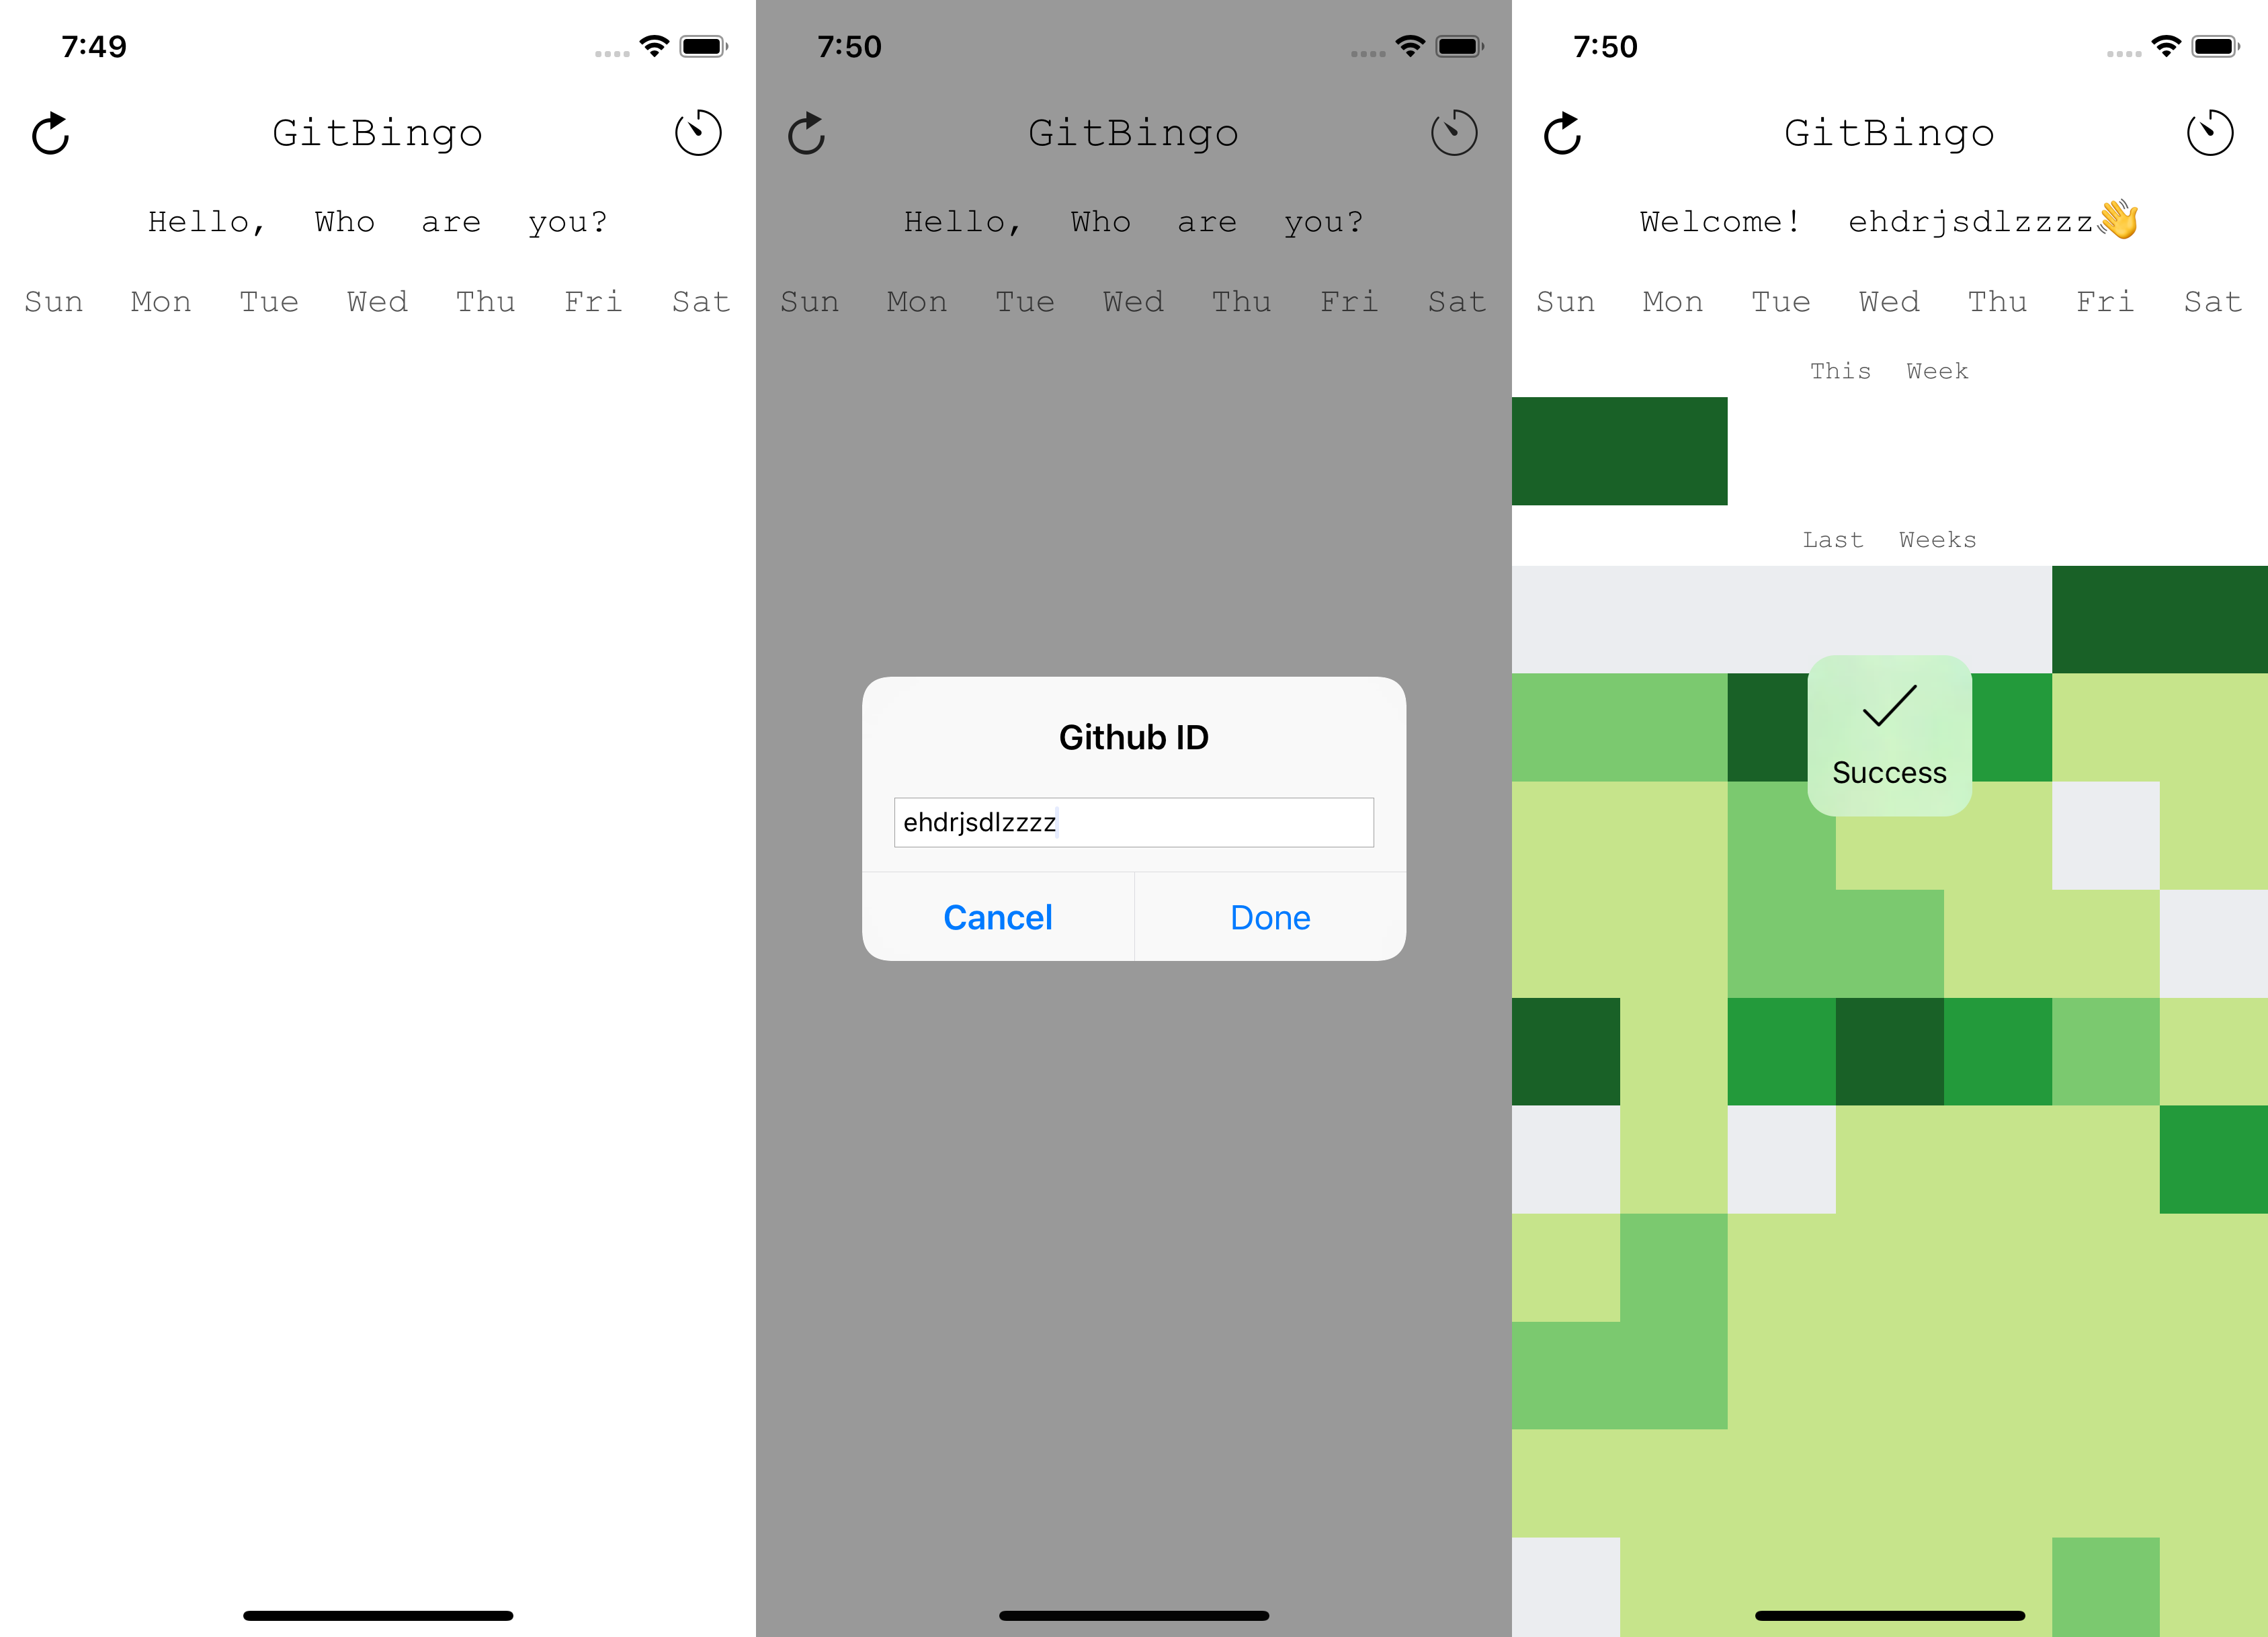 7:49
GitBingo
Hello, Who are you?
Sun Mon Tue Wed Thu Fri Sat
7:50
GitBingo
Hello, Who are you?
Sun Mon Tue Wed Thu Fri Sat
Github ID
ehdrjsdlzzzz
Cancel Done
7:50
GitBingo
Welcome! ehdrjsdlzzzz👋
Sun Mon Tue Wed Thu Fri Sat
This Week
Last Weeks
Success